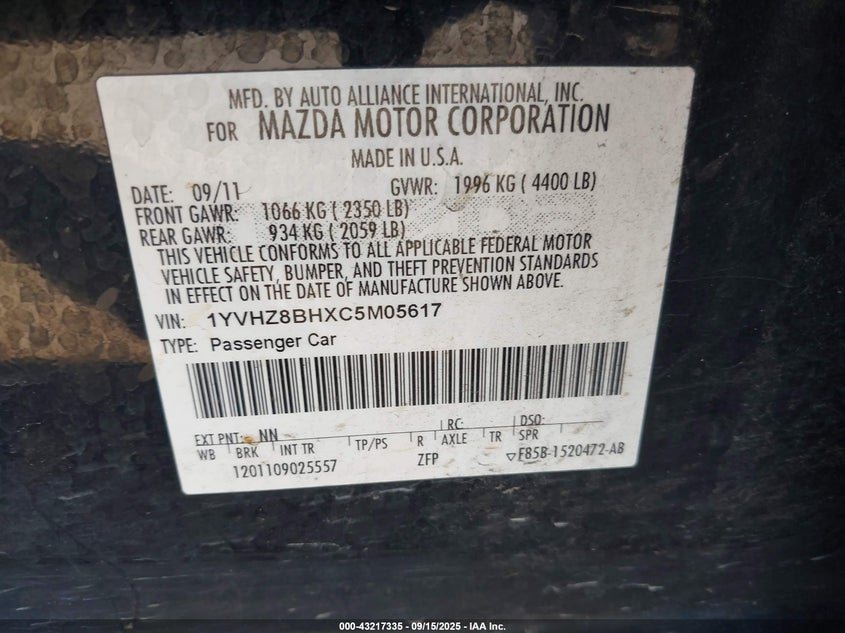 MFD. BY AUTO ALLIANCE INTERNATIONAL, INC.
FOR MAZDA MOTOR CORPORATION
MADE IN U.S.A.
DATE: 09/11 GVWR: 1996 KG ( 4400 LB)
FRONT GAWR: 1066 KG ( 2350 LB)
REAR GAWR: 934 KG ( 2059 LB)
THIS VEHICLE CONFORMS TO ALL APPLICABLE FEDERAL MOTOR
VEHICLE SAFETY, BUMPER, AND THEFT PREVENTION STANDARDS
IN EFFECT ON THE DATE OF MANUFACTURE SHOWN ABOVE.
VIN: 1YVHZ8BHXC5M05617
TYPE: Passenger Car
EXT PNT: NN RC: DSO:
WB BRK INT TR TP/PS R AXLE TR SPR
1201109025557 ZFP ▽F85B-1520472-AB
000-43217335 - 09/15/2025 - IAA Inc.